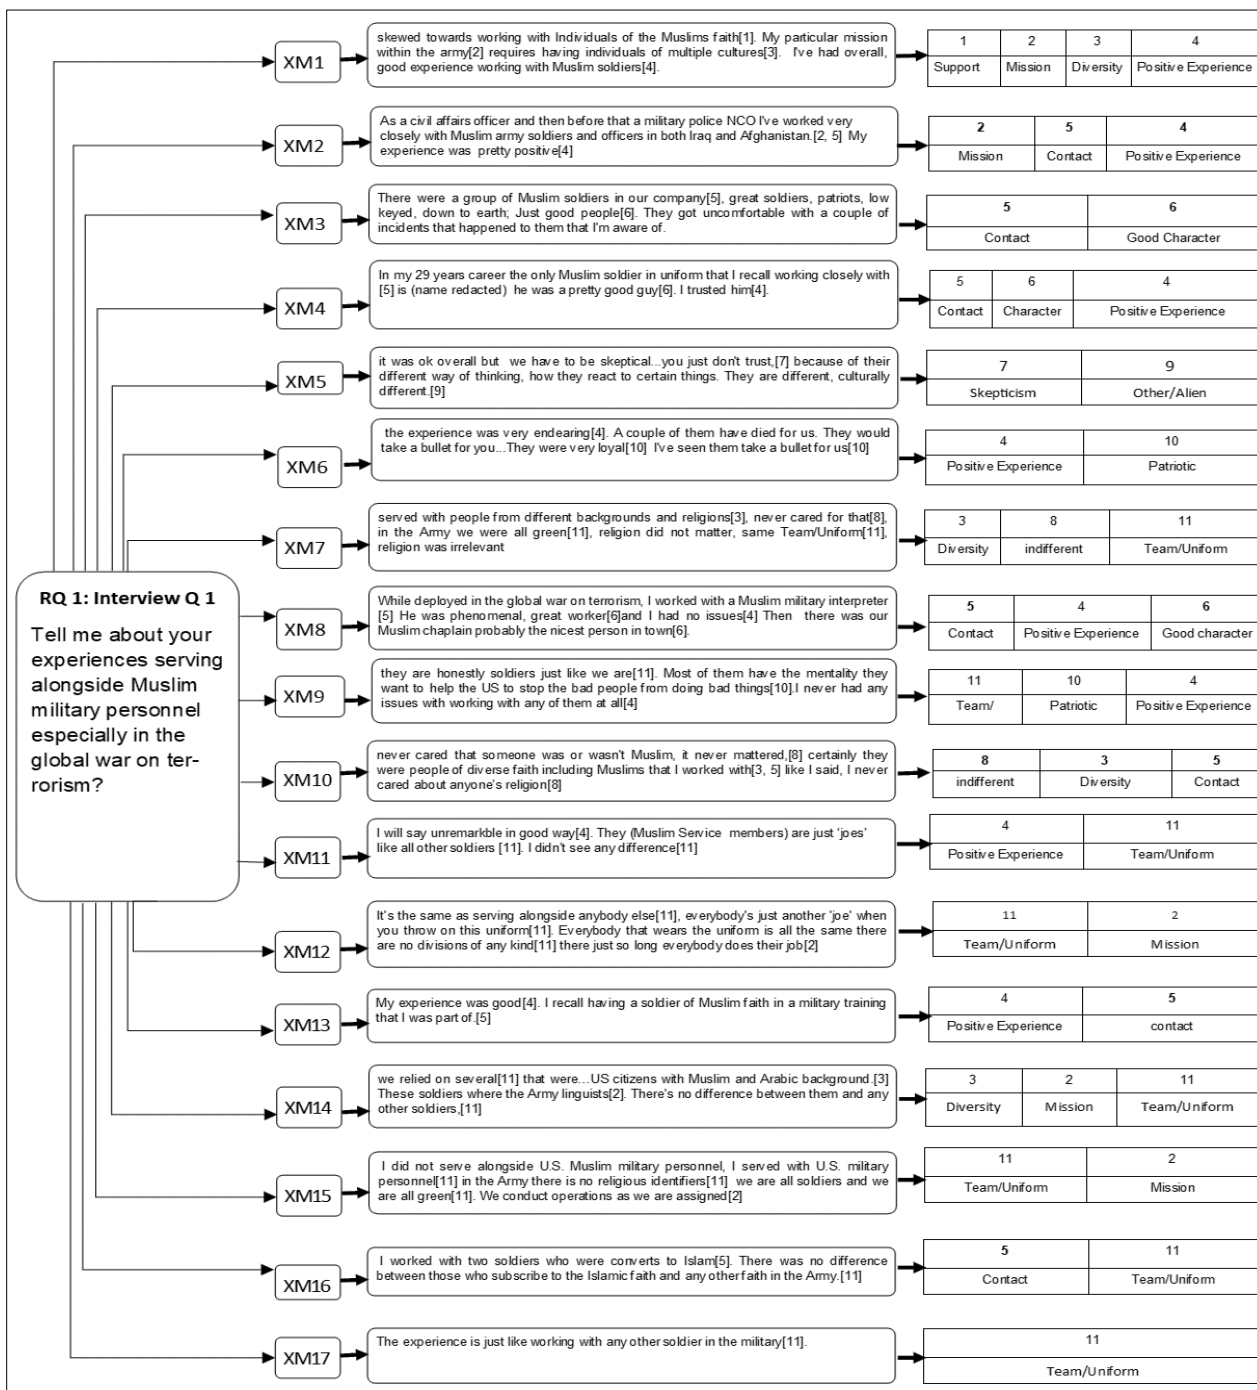 RQ 1: Interview Q 1
Tell me about your
experiences serving
alongside Muslim
military personnel
especially in the
global war on ter-
rorism?
XM1
skewed towards working with Individuals of the Muslims faith[1]. My particular mission
within the army[2] requires having individuals of multiple cultures[3]. I've had overall,
good experience working with Muslim soldiers[4].
1 2 3 4
Support Mission Diversity Positive Experience
XM2
As a civil affairs officer and then before that a military police NCO I've worked very
closely with Muslim army soldiers and officers in both Iraq and Afghanistan.[2, 5] My
experience was pretty positive[4]
2 5 4
Mission Contact Positive Experience
XM3
There were a group of Muslim soldiers in our company[5], great soldiers, patriots, low
keyed, down to earth; Just good people[6]. They got uncomfortable with a couple of
incidents that happened to them that I'm aware of.
5 6
Contact Good Character
XM4
In my 29 years career the only Muslim soldier in uniform that I recall working closely with
[5] is (name redacted) he was a pretty good guy[6]. I trusted him[4].
5 6 4
Contact Character Positive Experience
XM5
it was ok overall but we have to be skeptical...you just don't trust,[7] because of their
different way of thinking, how they react to certain things. They are different, culturally
different.[9]
7 9
Skepticism Other/Alien
XM6
the experience was very endearing[4]. A couple of them have died for us. They would
take a bullet for you...They were very loyal[10] I've seen them take a bullet for us[10]
4 10
Positive Experience Patriotic
XM7
served with people from different backgrounds and religions[3], never cared for that[8],
in the Army we were all green[11], religion did not matter, same Team/Uniform[11],
religion was irrelevant
3 8 11
Diversity indifferent Team/Uniform
XM8
While deployed in the global war on terrorism, I worked with a Muslim military interpreter
[5] He was phenomenal, great worker[6]and I had no issues[4] Then there was our
Muslim chaplain probably the nicest person in town[6].
5 4 6
Contact Positive Experience Good character
XM9
they are honestly soldiers just like we are[11]. Most of them have the mentality they
want to help the US to stop the bad people from doing bad things[10].I never had any
issues with working with any of them at all[4]
11 10 4
Team/ Patriotic Positive Experience
XM10
never cared that someone was or wasn't Muslim, it never mattered,[8] certainly they
were people of diverse faith including Muslims that I worked with[3, 5] like I said, I never
cared about anyone's religion[8]
8 3 5
indifferent Diversity Contact
XM11
I will say unremarkble in good way[4]. They (Muslim Service members) are just 'joes'
like all other soldiers [11]. I didn't see any difference[11]
4 11
Positive Experience Team/Uniform
XM12
It's the same as serving alongside anybody else[11], everybody's just another 'joe' when
you throw on this uniform[11]. Everybody that wears the uniform is all the same there
are no divisions of any kind[11] there just so long everybody does their job[2]
11 2
Team/Uniform Mission
XM13
My experience was good[4]. I recall having a soldier of Muslim faith in a military training
that I was part of.[5]
4 5
Positive Experience contact
XM14
we relied on several[11] that were...US citizens with Muslim and Arabic background.[3]
These soldiers where the Army linguists[2]. There's no difference between them and any
other soldiers,[11]
3 2 11
Diversity Mission Team/Uniform
XM15
I did not serve alongside U.S. Muslim military personnel, I served with U.S. military
personnel[11] in the Army there is no religious identifiers[11] we are all soldiers and we
are all green[11]. We conduct operations as we are assigned[2]
11 2
Team/Uniform Mission
XM16
I worked with two soldiers who were converts to Islam[5]. There was no difference
between those who subscribe to the Islamic faith and any other faith in the Army.[11]
5 11
Contact Team/Uniform
XM17
The experience is just like working with any other soldier in the military[11].
11
Team/Uniform